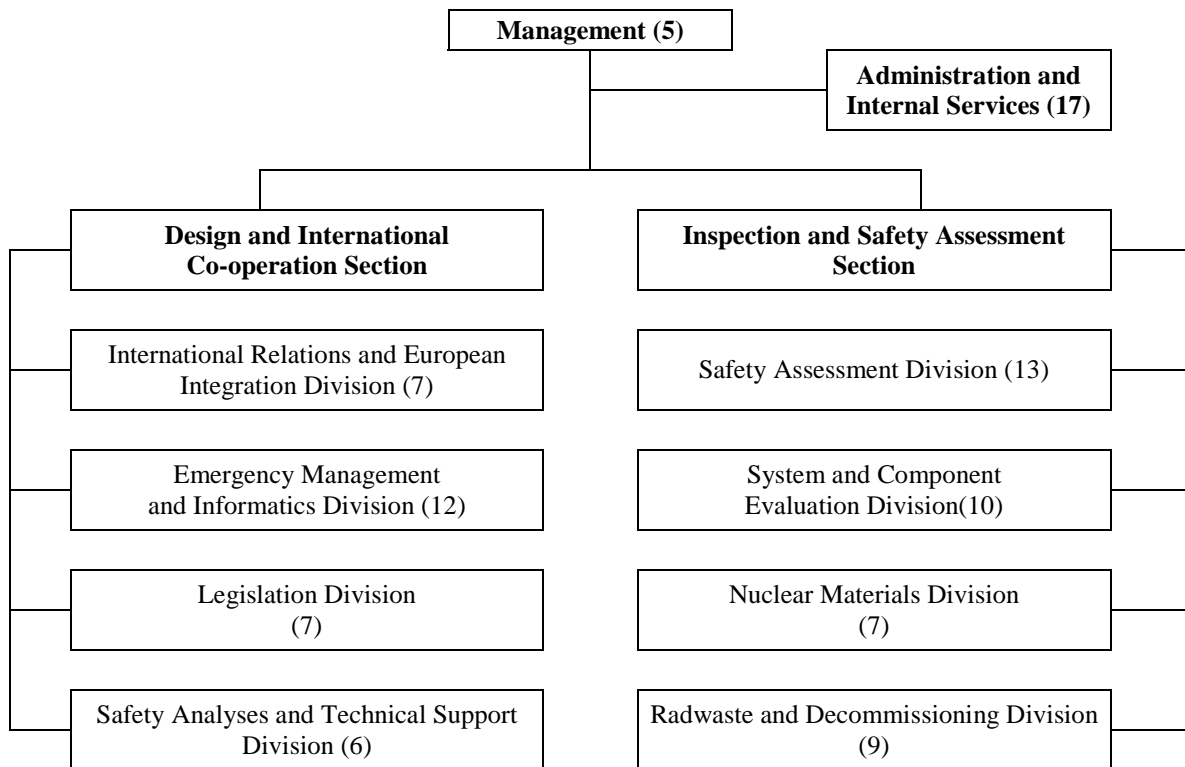 Management (5)
Administration and
Internal Services (17)
Design and International
Co-operation Section
Inspection and Safety Assessment
Section
International Relations and European
Integration Division (7)
Safety Assessment Division (13)
Emergency Management
and Informatics Division (12)
System and Component
Evaluation Division(10)
Legislation Division
(7)
Nuclear Materials Division
(7)
Safety Analyses and Technical Support
Division (6)
Radwaste and Decommissioning Division
(9)